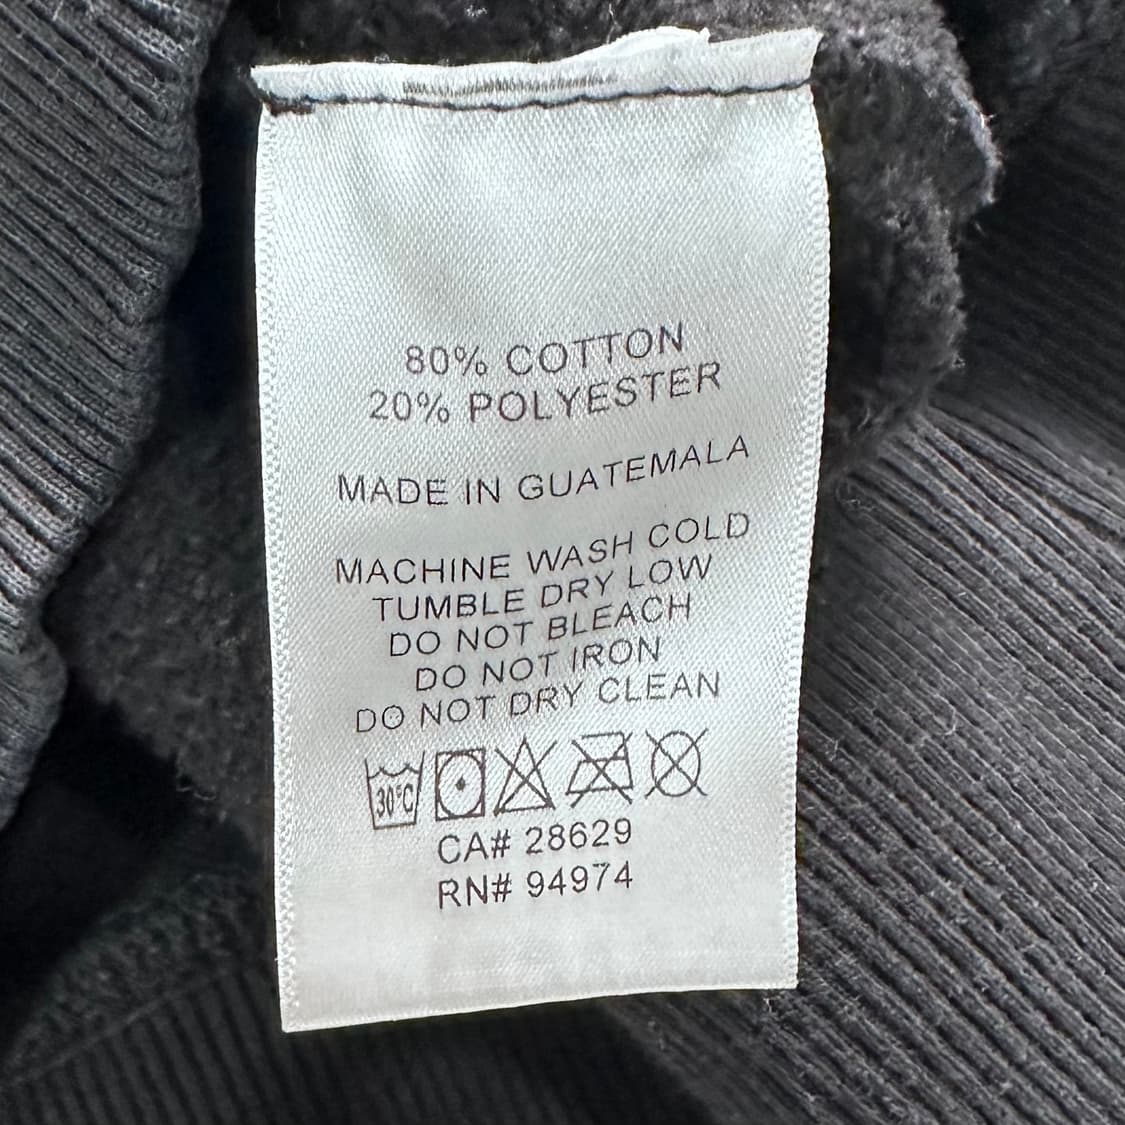 80% COTTON
20% POLYESTER
MADE IN GUATEMALA
MACHINE WASH COLD
TUMBLE DRY LOW
DO NOT BLEACH
DO NOT IRON
DO NOT DRY CLEAN
30°C
CA# 28629
RN# 94974